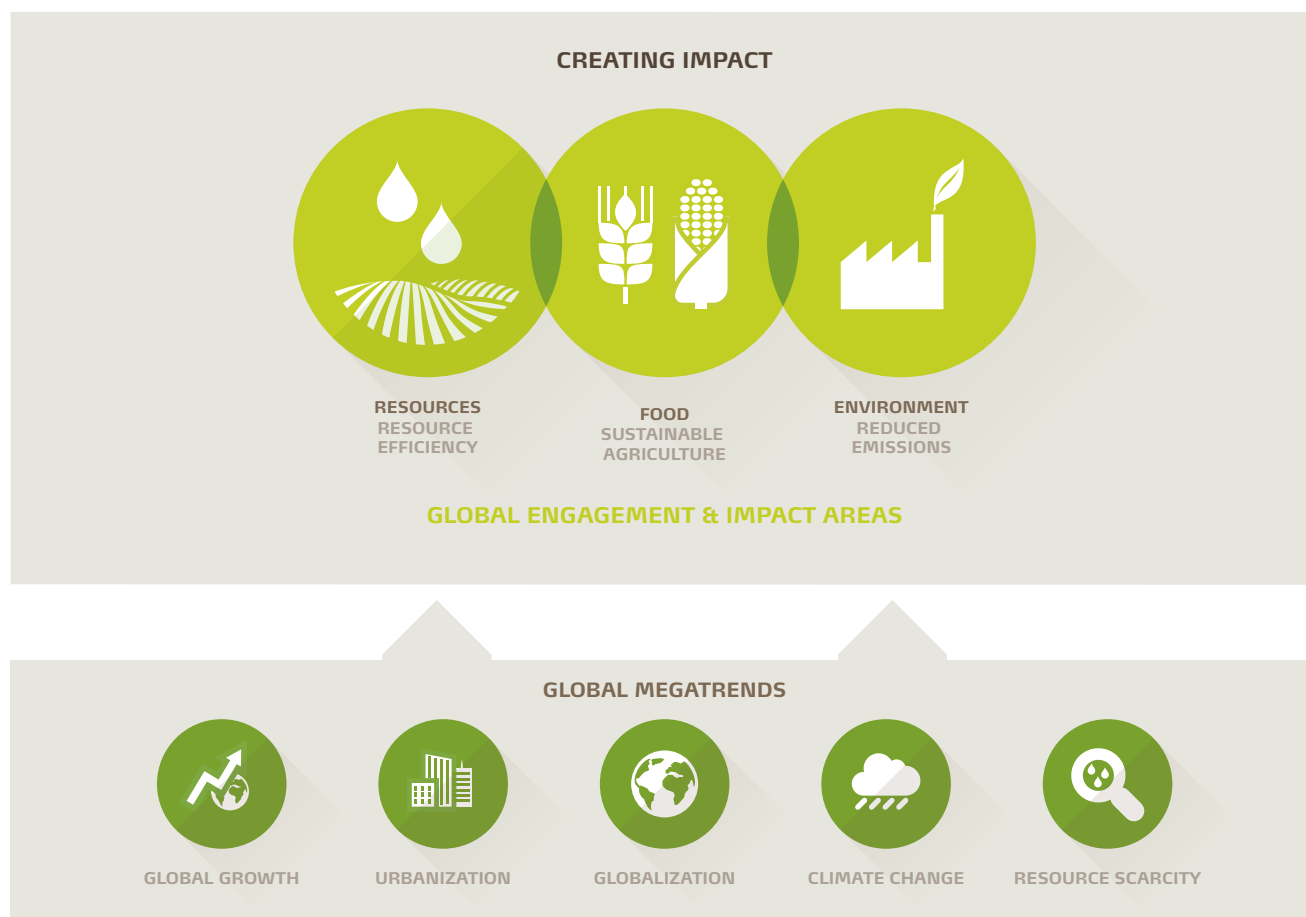 CREATING IMPACT
RESOURCES
RESOURCE
EFFICIENCY
FOOD
SUSTAINABLE
AGRICULTURE
ENVIRONMENT
REDUCED
EMISSIONS
GLOBAL ENGAGEMENT & IMPACT AREAS
GLOBAL MEGATRENDS
GLOBAL GROWTH
URBANIZATION
GLOBALIZATION
CLIMATE CHANGE
RESOURCE SCARCITY